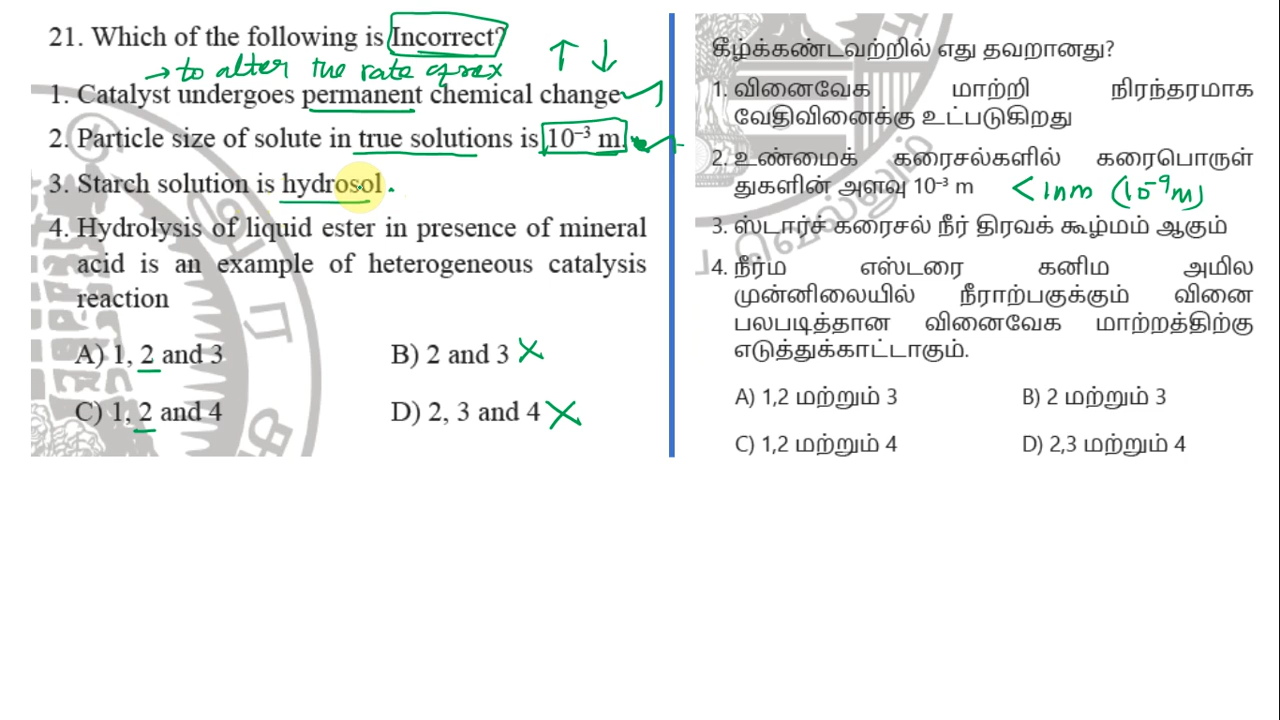 21. Which of the following is Incorrect?
→ to alter the rate of rex ↑ ↓
1. Catalyst undergoes permanent chemical change
2. Particle size of solute in true solutions is 10⁻³ m.
3. Starch solution is hydrosol.
4. Hydrolysis of liquid ester in presence of mineral
acid is an example of heterogeneous catalysis
reaction
A) 1, 2 and 3 B) 2 and 3 ×
C) 1, 2 and 4 D) 2, 3 and 4 ×
கீழ்க்கண்டவற்றில் எது தவறானது?
1. வினைவேக மாற்றி நிரந்தரமாக
வேதிவினைக்கு உட்படுகிறது
2. உண்மைக் கரைசல்களில் கரைபொருள்
துகளின் அளவு 10⁻³ m < 1nm (10⁻⁹m)
3. ஸ்டார்ச் கரைசல் நீர் திரவக் கூழ்மம் ஆகும்
4. நீர்ம எஸ்டரை கனிம அமில
முன்னிலையில் நீராற்பகுக்கும் வினை
பலபடித்தான வினைவேக மாற்றத்திற்கு
எடுத்துக்காட்டாகும்.
A) 1,2 மற்றும் 3 B) 2 மற்றும் 3
C) 1,2 மற்றும் 4 D) 2,3 மற்றும் 4